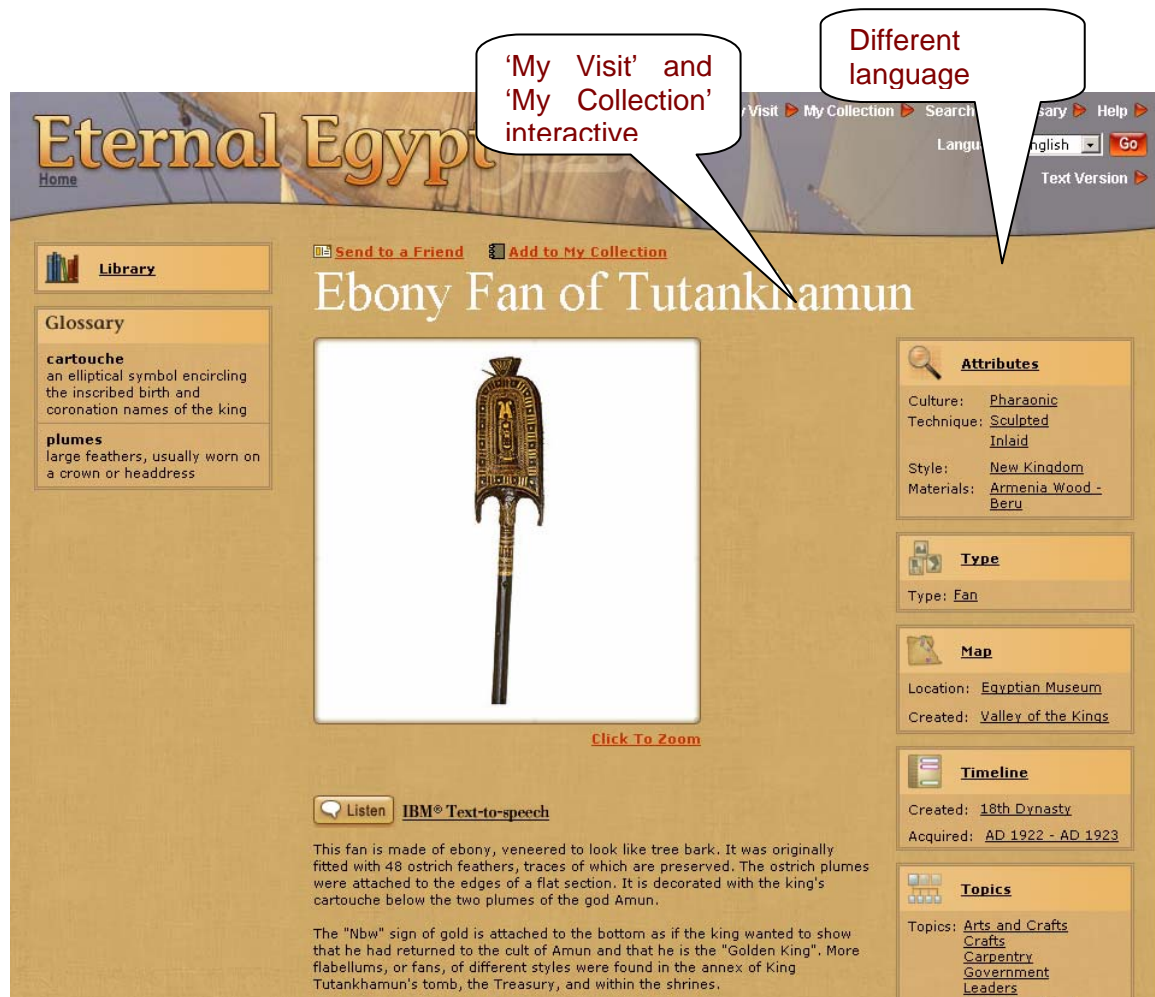 ‘My Visit’ and
‘My Collection’
interactive
Different
language
Eternal Egypt
Home
Visit My Collection Search Help
English Go
Text Version
Library
Glossary
cartouche
an elliptical symbol encircling
the inscribed birth and
coronation names of the king
plumes
large feathers, usually worn on
a crown or headdress
Send to a Friend Add to My Collection
Ebony Fan of Tutankhamun
Click To Zoom
Listen IBM® Text-to-speech
This fan is made of ebony, veneered to look like tree bark. It was originally
fitted with 48 ostrich feathers, traces of which are preserved. The ostrich plumes
were attached to the edges of a flat section. It is decorated with the king's
cartouche below the two plumes of the god Amun.
The "Nbw" sign of gold is attached to the bottom as if the king wanted to show
that he had returned to the cult of Amun and that he is the "Golden King". More
flabellums, or fans, of different styles were found in the annex of King
Tutankhamun's tomb, the Treasury, and within the shrines.
Attributes
Culture: Pharaonic
Technique: Sculpted
Inlaid
Style: New Kingdom
Materials: Armenia Wood -
Beru
Type
Type: Fan
Map
Location: Egyptian Museum
Created: Valley of the Kings
Timeline
Created: 18th Dynasty
Acquired: AD 1922 - AD 1923
Topics
Topics: Arts and Crafts
Crafts
Carpentry
Government
Leaders